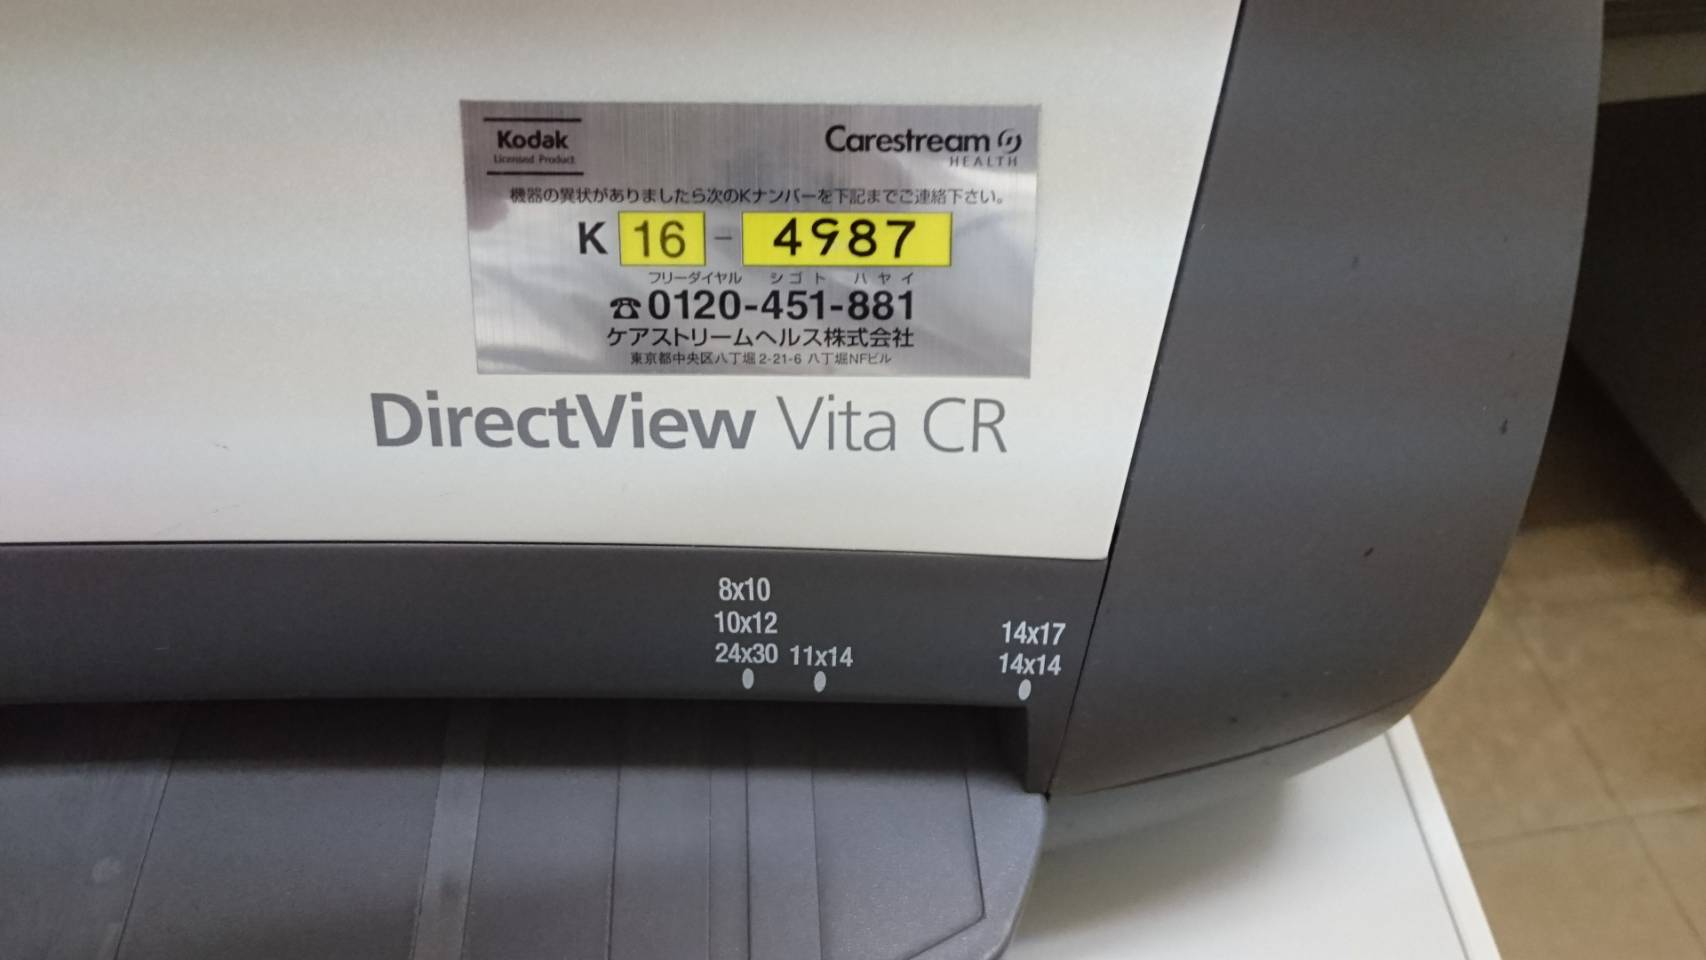 Kodak
Licensed Product
Carestream
HEALTH
機器の異状がありましたら次のKナンバーを下記までご連絡下さい。
K 16 - 4987
フリーダイヤル シゴト ハヤイ
☎0120-451-881
ケアストリームヘルス株式会社
東京都中央区八丁堀2-21-6 八丁堀NFビル
DirectView Vita CR
8x10
10x12
24x30
11x14
14x17
14x14